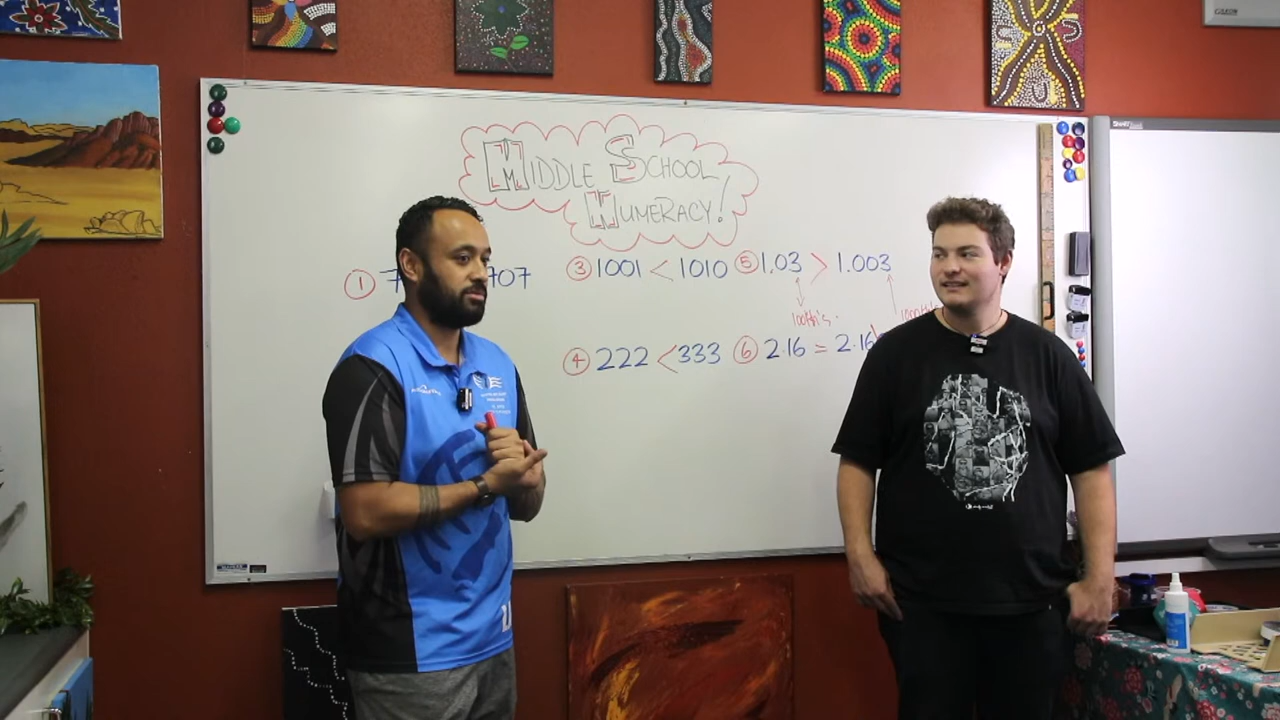 MIDDLE SCHOOL
NUMERACY!
① 7 707
③ 1001 < 1010
⑤ 1.03 > 1.003
100th's
④ 222 < 333
⑥ 2.16 = 2.16